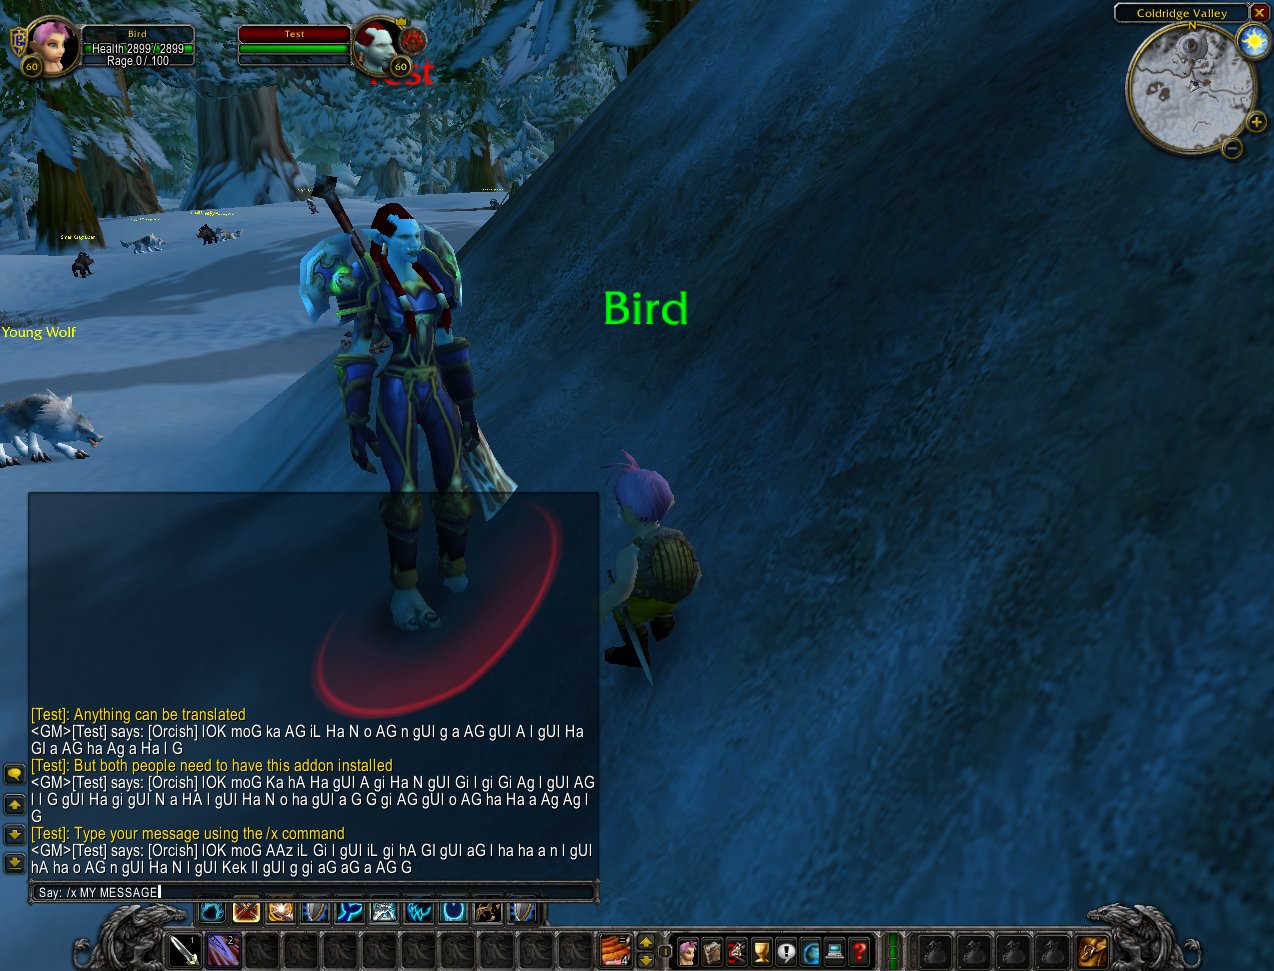 Coldridge Valley
N
Bird
Health 2899 / 2899
Rage 0 / 100
60
Test
60
Test
Bird
Young Wolf
[Test]: Anything can be translated
<GM>[Test] says: [Orcish] lOK moG ka AG iL Ha N o AG n gUl g a AG gUl A l gUl Ha
Gl a AG ha Ag a Ha l G
[Test]: But both people need to have this addon installed
<GM>[Test] says: [Orcish] lOK moG Ka hA Ha gUl A gi Ha N gUl Gi l gi Gi Ag l gUl AG
l l G gUl Ha gi gUl N a HA l gUl Ha N o ha gUl a G G gi AG gUl o AG ha Ha a Ag Ag l
G
[Test]: Type your message using the /x command
<GM>[Test] says: [Orcish] lOK moG AAz iL Gi l gUl iL gi hA Gl gUl aG l ha ha a n l gUl
hA ha o AG n gUl Ha N l gUl Kek ll gUl g gi aG aG a AG G
Say: /x MY MESSAGE
1
2
4